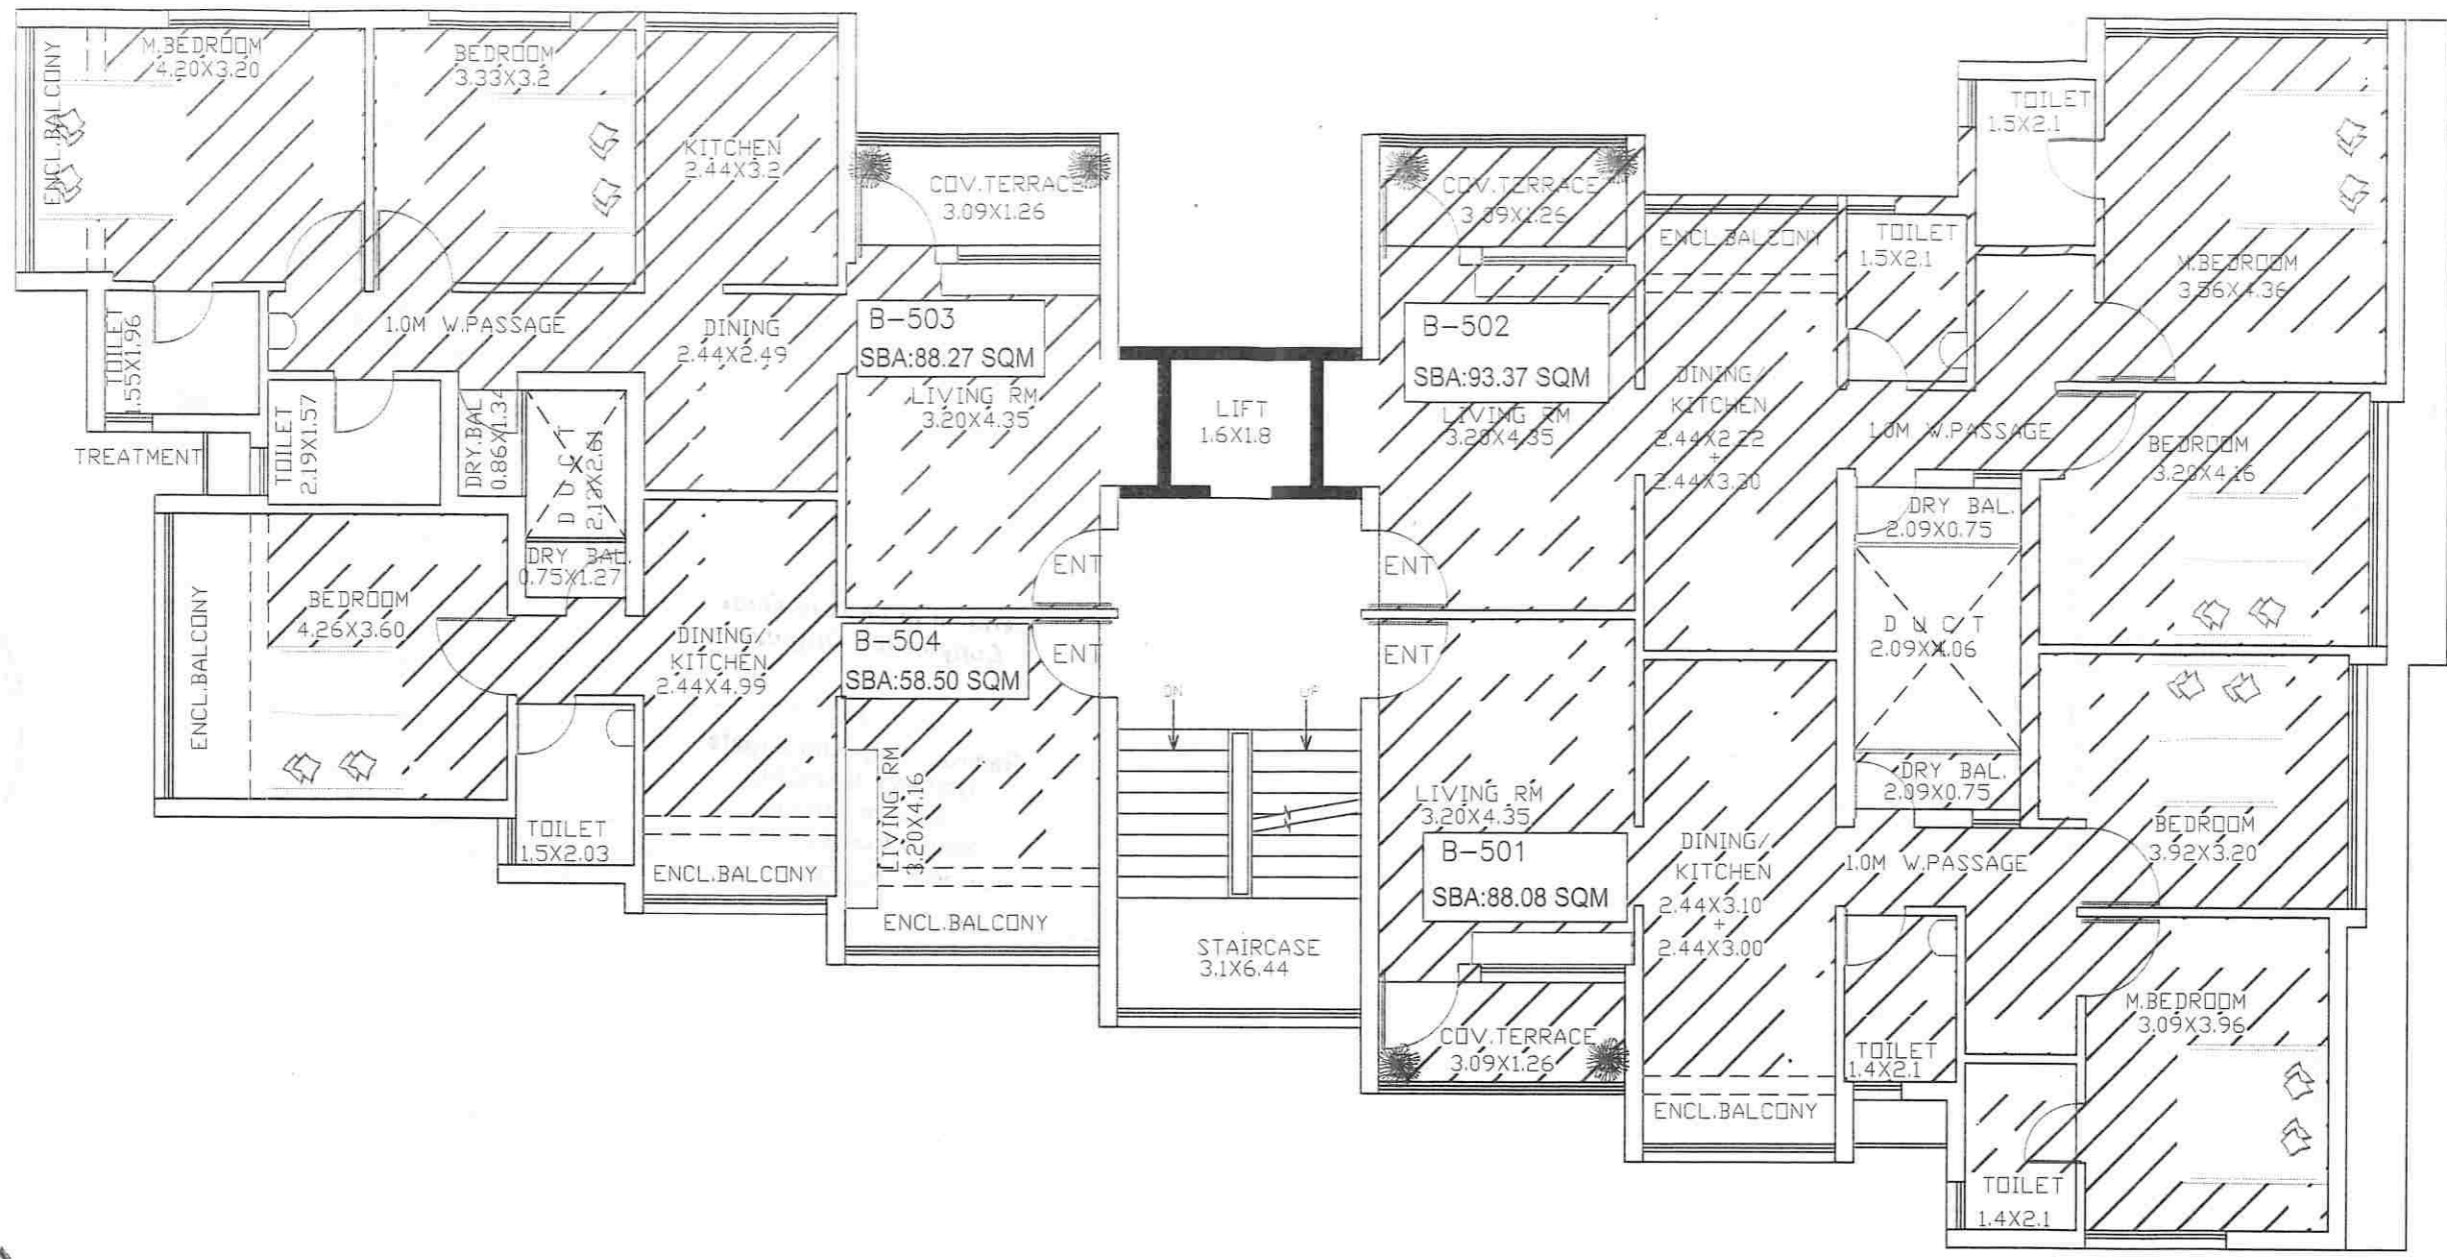 M.BEDROOM
4.20X3.20
ENCL.BALCONY
BEDROOM
3.33X3.2
KITCHEN
2.44X3.2
COV.TERRACE
3.09X1.26
TOILET
1.55X1.96
1.0M W.PASSAGE
DINING
2.44X2.49
B-503
SBA:88.27 SQM
LIVING RM
3.20X4.35
TREATMENT
TOILET
2.19X1.57
DRY.BAL
0.86X1.34
DUCT
DRY BAL.
0.75X1.27
ENCL.BALCONY
BEDROOM
4.26X3.60
DINING/
KITCHEN
2.44X4.99
B-504
SBA:58.50 SQM
LIVING RM
3.20X4.16
TOILET
1.5X2.03
ENCL.BALCONY
ENCL.BALCONY
ENT
ENT
LIFT
1.6X1.8
DN
UP
STAIRCASE
3.1X6.44
COV.TERRACE
3.09X1.26
ENCL.BALCONY
TOILET
1.5X2.1
TOILET
1.5X2.1
M.BEDROOM
3.56X4.36
B-502
SBA:93.37 SQM
LIVING RM
3.20X4.35
DINING/
KITCHEN
2.44X2.22
+
2.44X3.30
1.0M W.PASSAGE
BEDROOM
3.20X4.16
ENT
ENT
DRY BAL.
2.09X0.75
DUCT
2.09X4.06
DRY BAL.
2.09X0.75
LIVING RM
3.20X4.35
B-501
SBA:88.08 SQM
DINING/
KITCHEN
2.44X3.10
+
2.44X3.00
1.0M W.PASSAGE
BEDROOM
3.92X3.20
COV.TERRACE
3.09X1.26
ENCL.BALCONY
TOILET
1.4X2.1
M.BEDROOM
3.09X3.96
TOILET
1.4X2.1